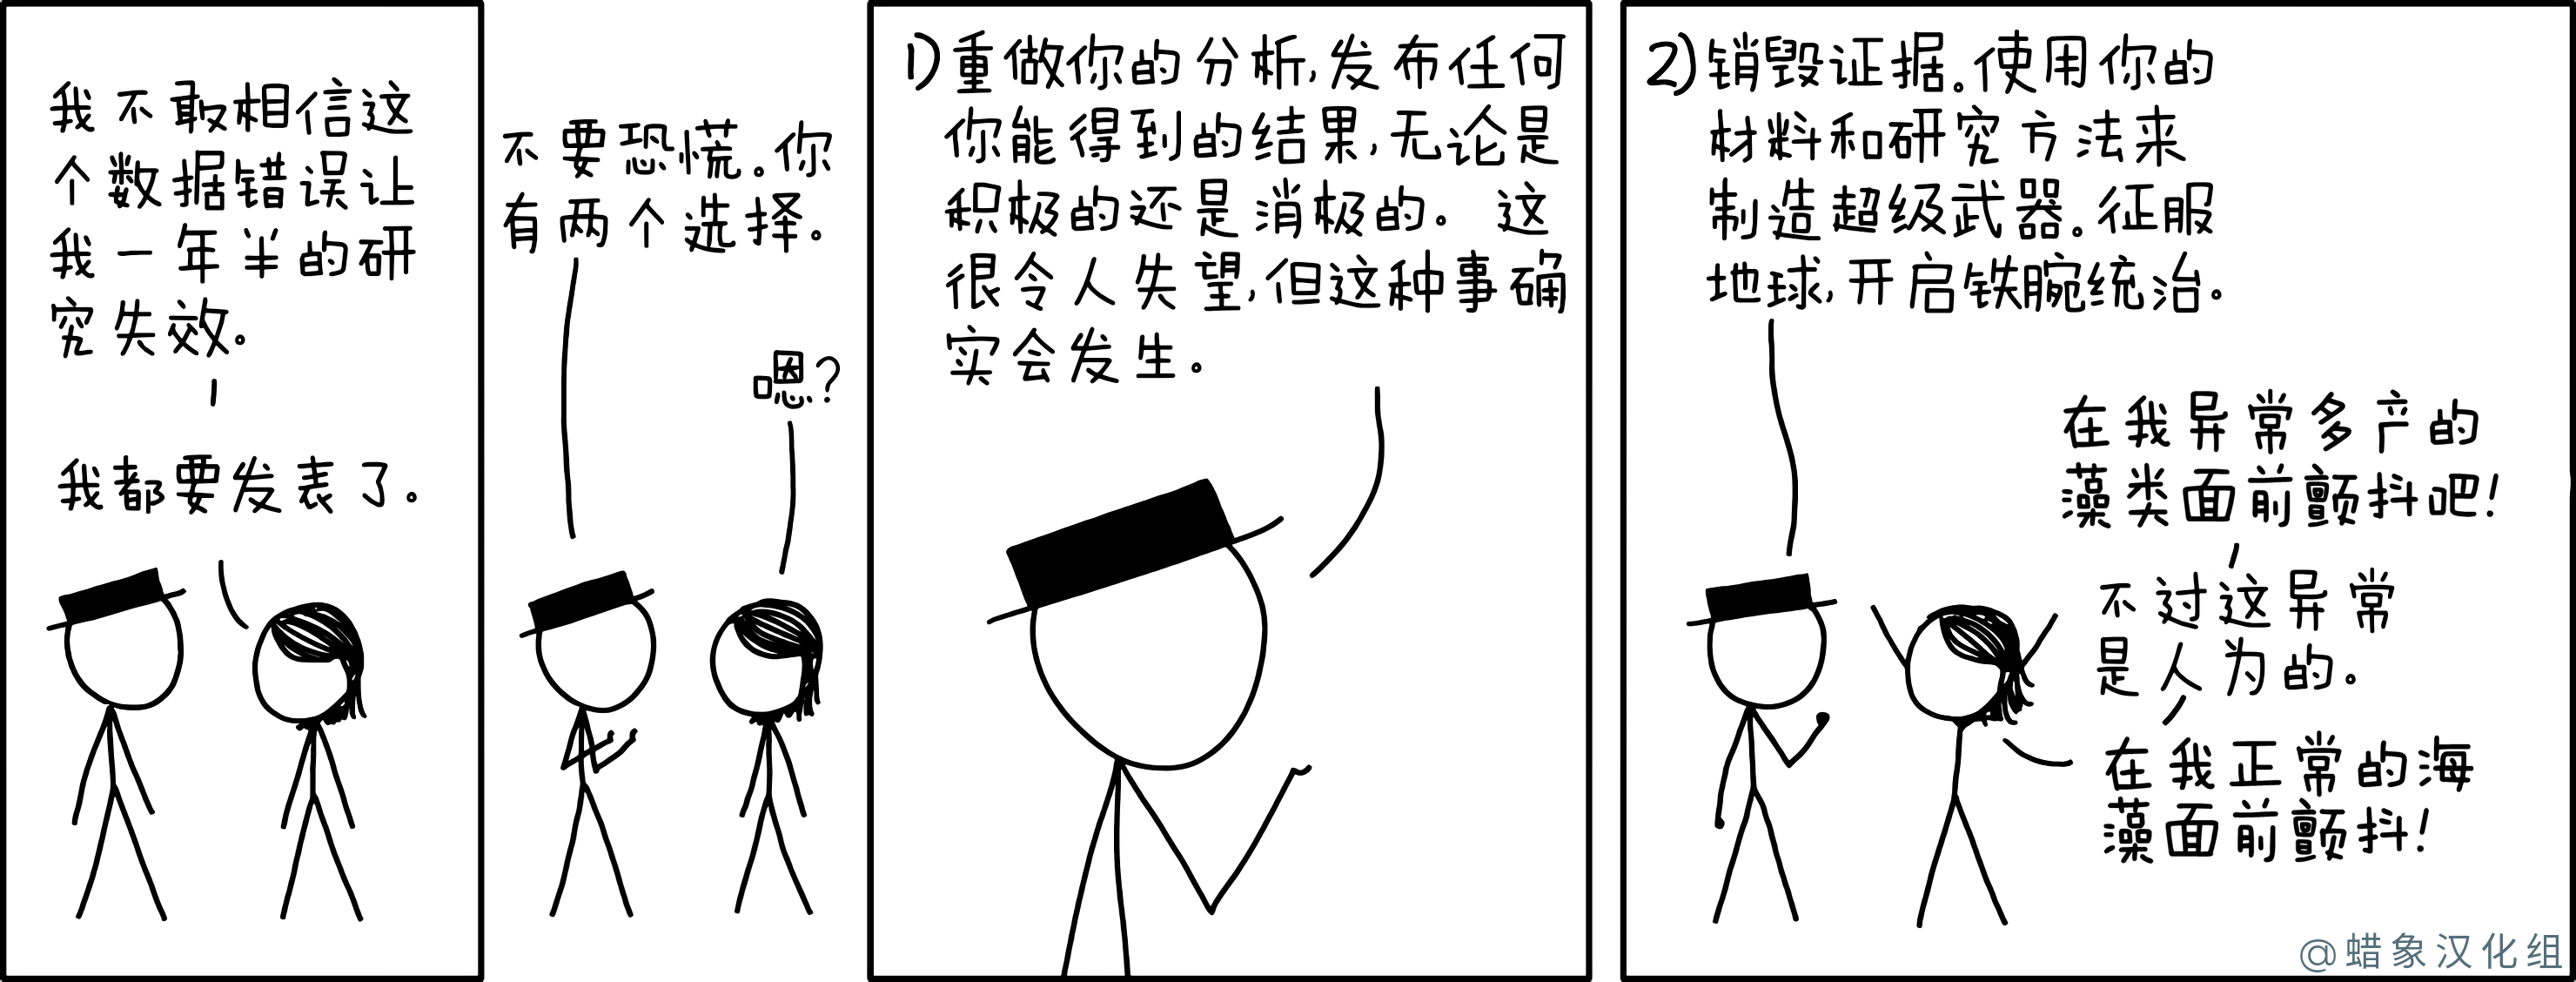 我不敢相信这
个数据错误让
我一年半的研
究失效。
我都要发表了。
不要恐慌。你
有两个选择。
嗯?
1)重做你的分析,发布任何
你能得到的结果,无论是
积极的还是消极的。 这
很令人失望,但这种事确
实会发生。
2)销毁证据。使用你的
材料和研究方法来
制造超级武器。征服
地球,开启铁腕统治。
在我异常多产的
藻类面前颤抖吧!
不过这异常
是人为的。
在我正常的海
藻面前颤抖!
@蜡象汉化组